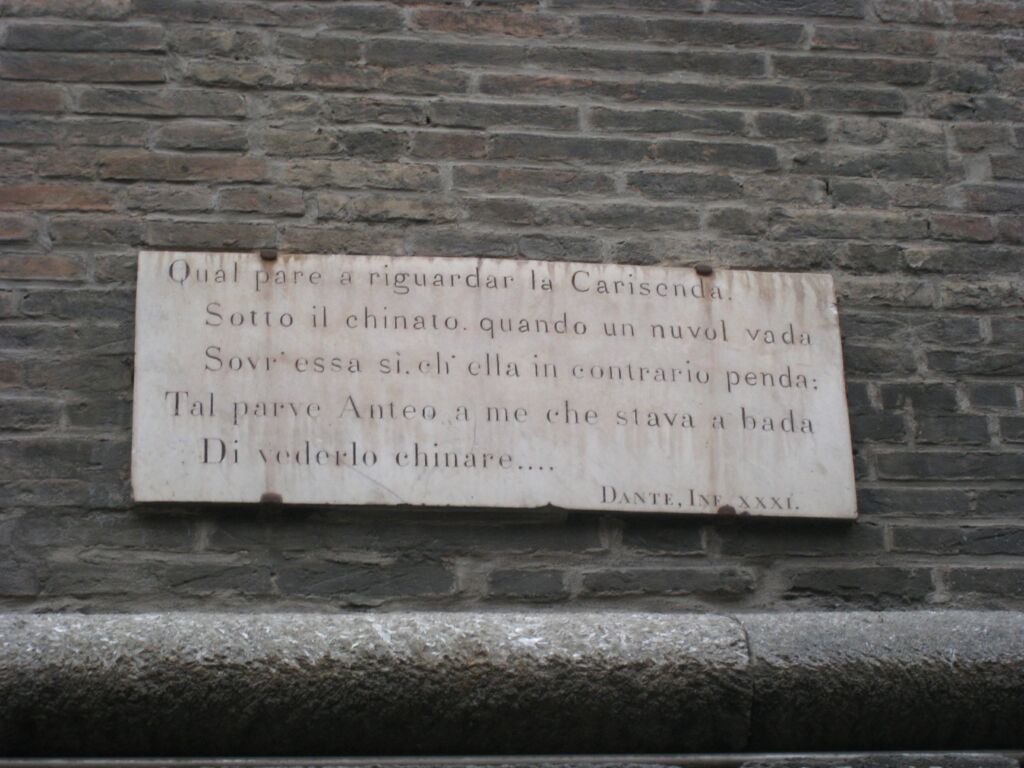 Qual pare a riguardar la Carisenda.
Sotto il chinato. quando un nuvol vada
Sovr' essa si. ch' ella in contrario penda:
Tal parve Anteo a me che stava a bada
Di vederlo chinare....
DANTE, INF. XXXI.